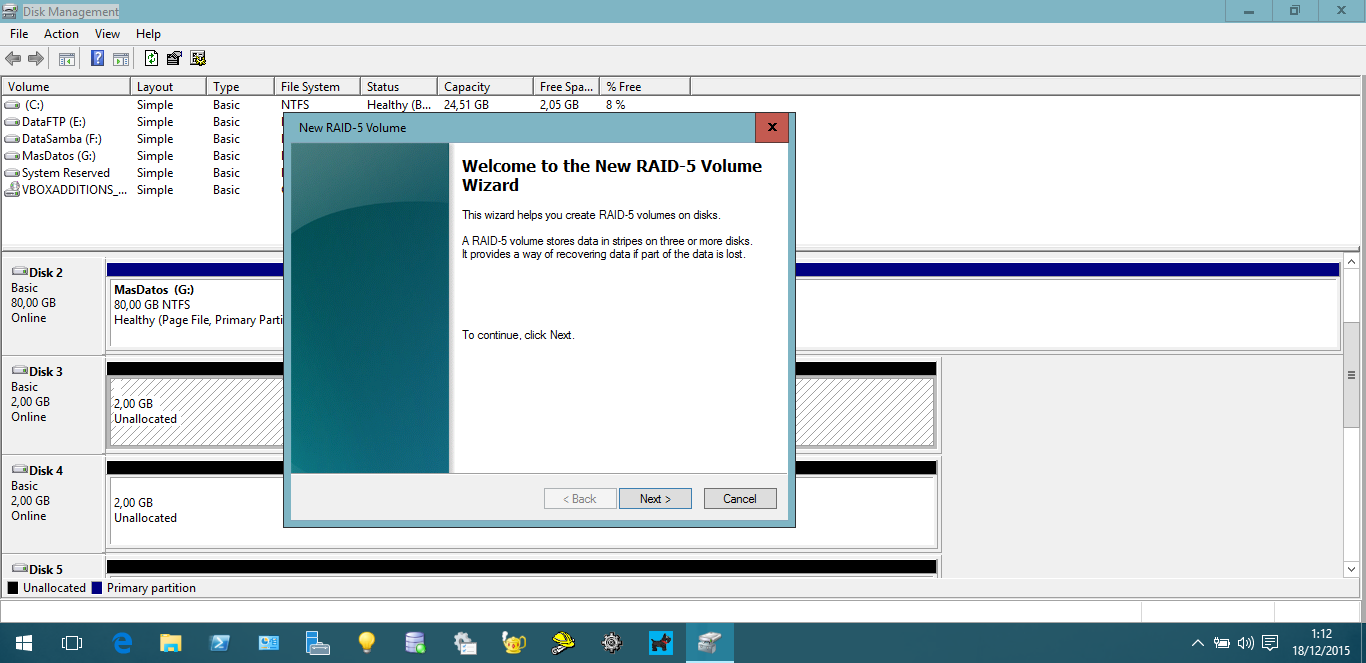 Disk Management
File Action View Help
Volume Layout Type File System Status Capacity Free Spa... % Free
(C:) Simple Basic NTFS Healthy (B... 24,51 GB 2,05 GB 8 %
DataFTP (E:) Simple Basic
DataSamba (F:) Simple Basic
MasDatos (G:) Simple Basic
System Reserved Simple Basic
VBOXADDITIONS_... Simple Basic
New RAID-5 Volume
Welcome to the New RAID-5 Volume
Wizard
This wizard helps you create RAID-5 volumes on disks.
A RAID-5 volume stores data in stripes on three or more disks.
It provides a way of recovering data if part of the data is lost.
To continue, click Next.
< Back Next > Cancel
Disk 2
Basic
80,00 GB
Online
MasDatos (G:)
80,00 GB NTFS
Healthy (Page File, Primary Parti
Disk 3
Basic
2,00 GB
Online
2,00 GB
Unallocated
Disk 4
Basic
2,00 GB
Online
2,00 GB
Unallocated
Disk 5
Unallocated Primary partition
1:12
18/12/2015